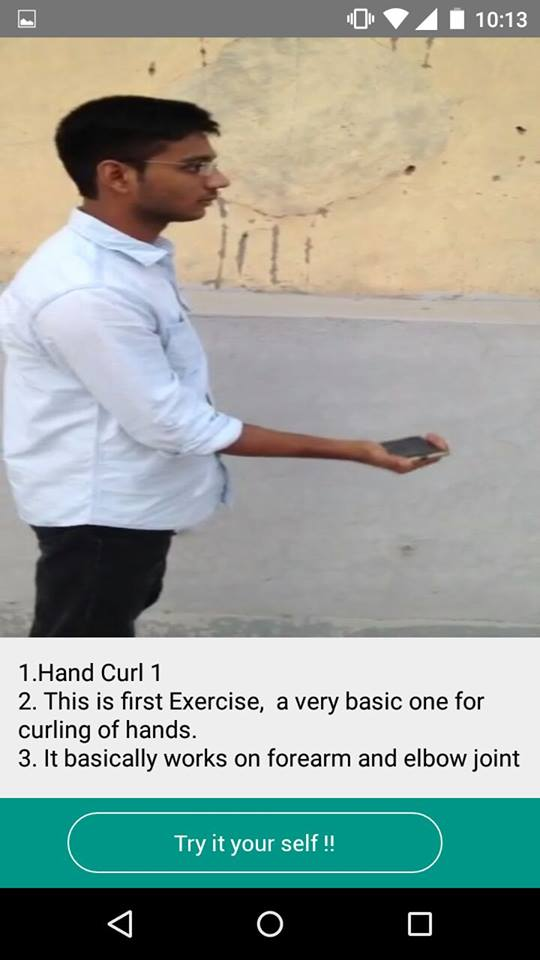 10:13
1.Hand Curl 1
2. This is first Exercise,  a very basic one for
curling of hands.
3. It basically works on forearm and elbow joint
Try it your self !!